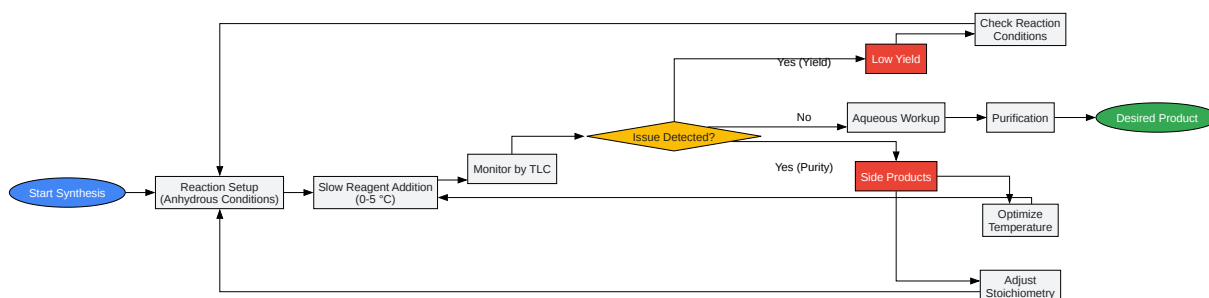 Check Reaction
Conditions
Yes (Yield)
Low Yield
No
Aqueous Workup
Purification
Desired Product
Issue Detected?
Monitor by TLC
Yes (Purity)
Side Products
Start Synthesis
Reaction Setup
(Anhydrous Conditions)
Slow Reagent Addition
(0-5 °C)
Optimize
Temperature
Adjust
Stoichiometry